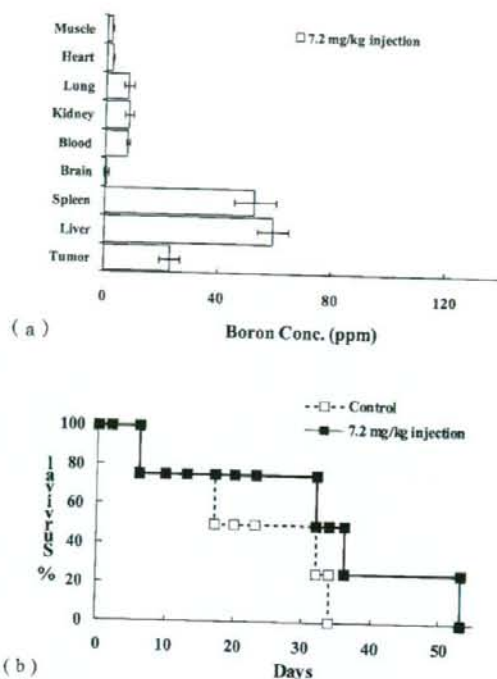 7.2 mg/kg injection
Muscle
Heart
Lung
Kidney
Blood
Brain
Spleen
Liver
Tumor
0 40 80 120
Boron Conc. (ppm)
(a)
Control
7.2 mg/kg injection
100
80
60
40
20
0
% Survival
0 10 20 30 40 50
Days
(b)